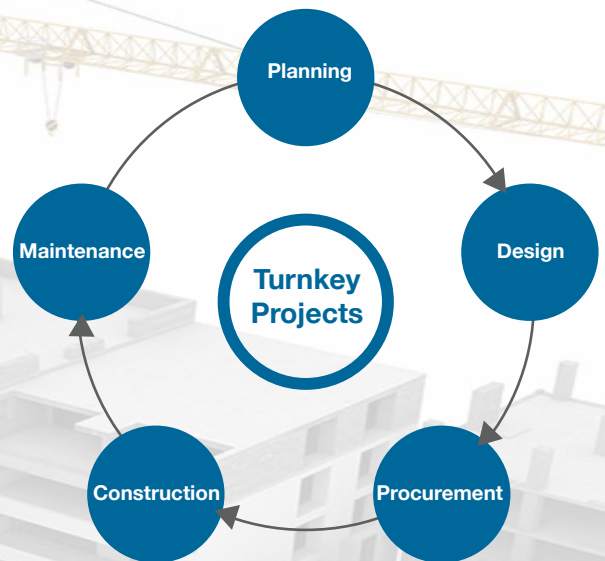 Planning
Design
Procurement
Construction
Maintenance
Turnkey
Projects